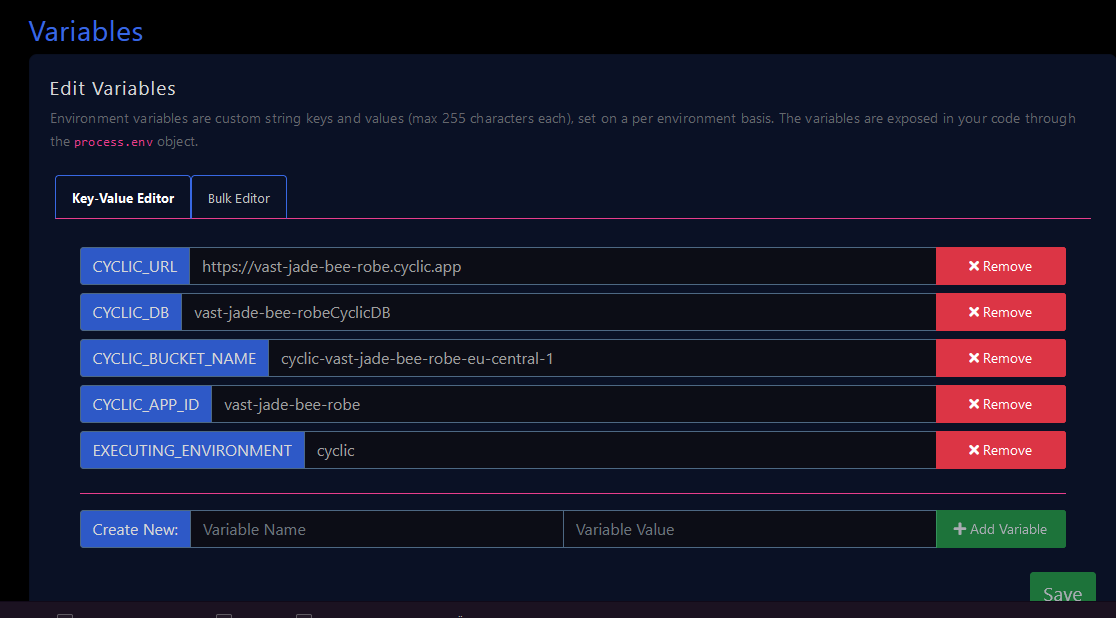 Variables
Edit Variables
Environment variables are custom string keys and values (max 255 characters each), set on a per environment basis. The variables are exposed in your code through
the process.env object.
Key-Value Editor Bulk Editor
CYCLIC_URL https://vast-jade-bee-robe.cyclic.app Remove
CYCLIC_DB vast-jade-bee-robeCyclicDB Remove
CYCLIC_BUCKET_NAME cyclic-vast-jade-bee-robe-eu-central-1 Remove
CYCLIC_APP_ID vast-jade-bee-robe Remove
EXECUTING_ENVIRONMENT cyclic Remove
Create New: Variable Name Variable Value Add Variable
Save